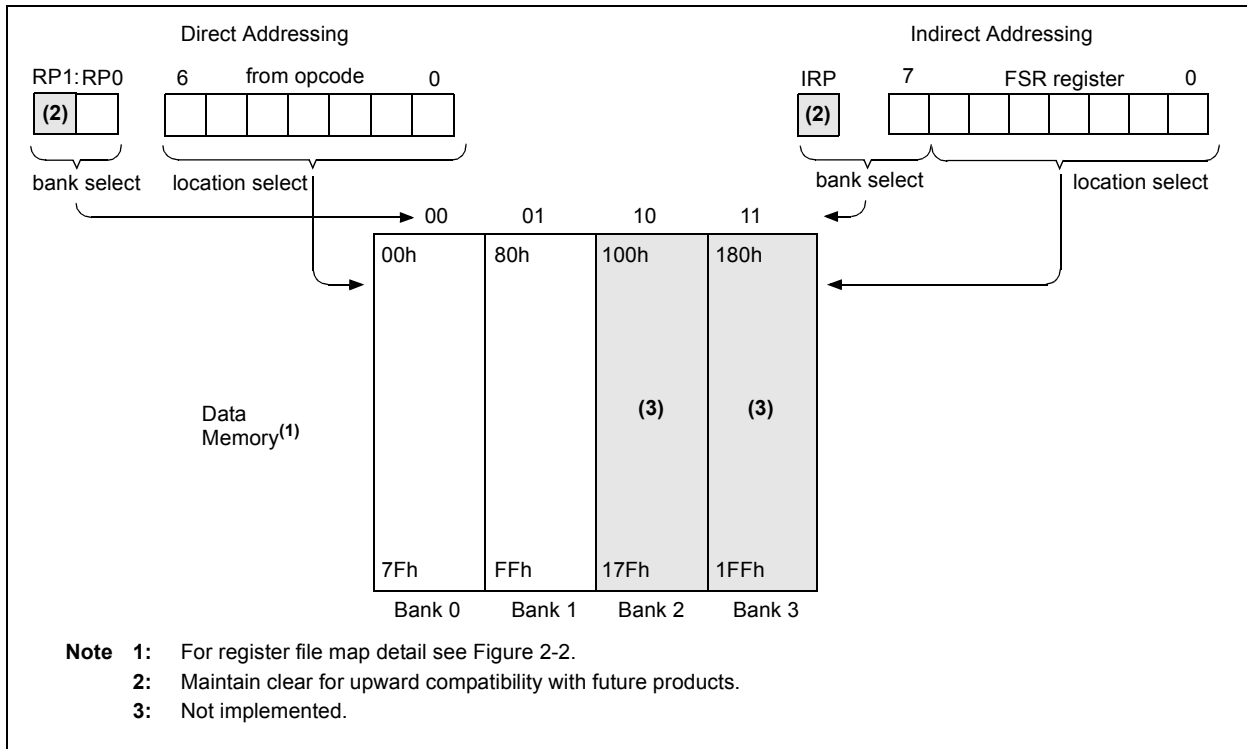 Direct Addressing
Indirect Addressing
RP1:RP0
6 from opcode 0
IRP
7 FSR register 0
(2)
(2)
bank select
location select
bank select
location select
00 01 10 11
00h 80h 100h 180h
Data
Memory(1)
(3) (3)
7Fh FFh 17Fh 1FFh
Bank 0 Bank 1 Bank 2 Bank 3
Note 1: For register file map detail see Figure 2-2.
2: Maintain clear for upward compatibility with future products.
3: Not implemented.